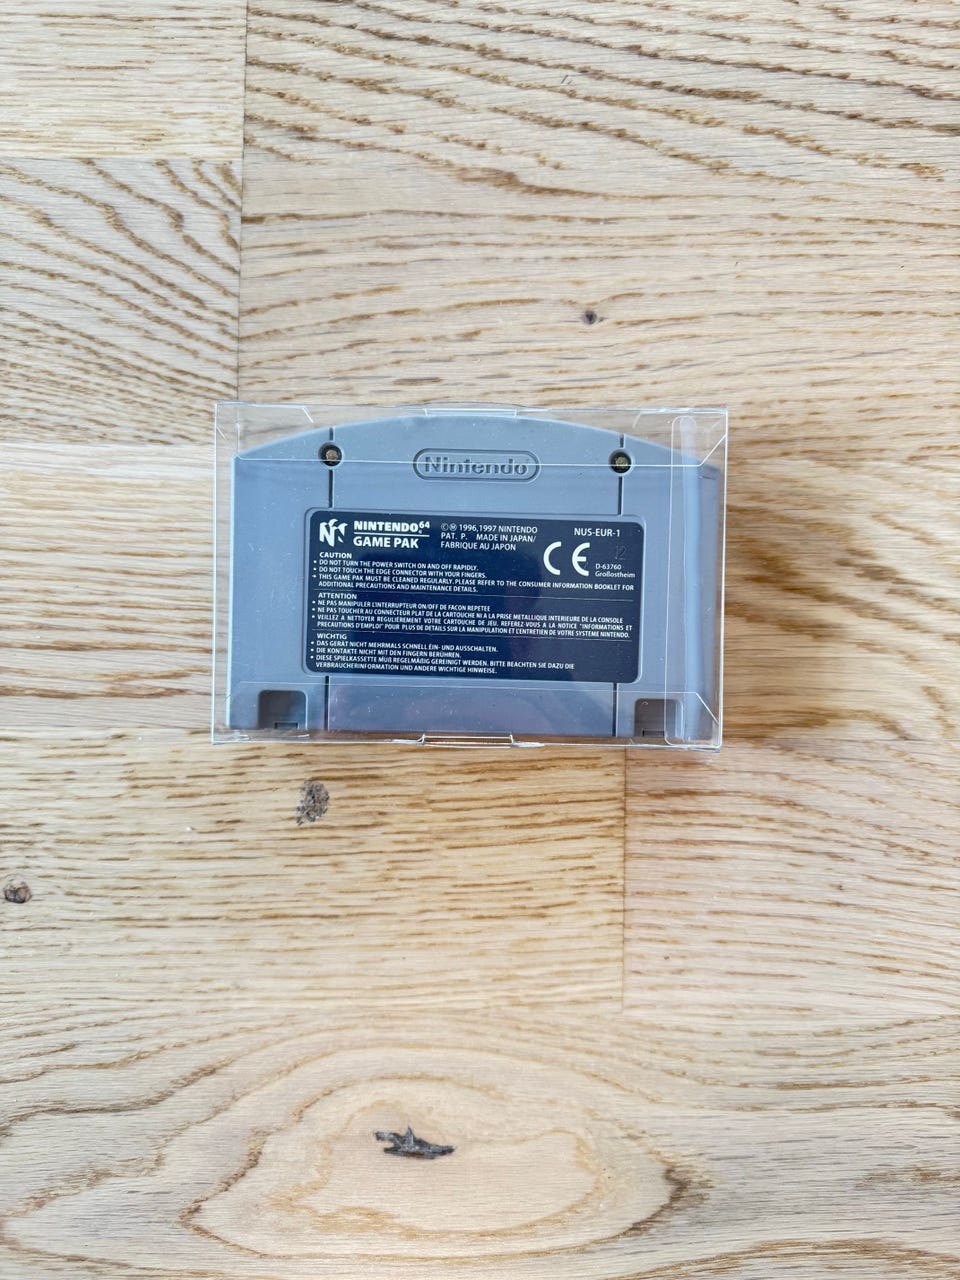 Nintendo
NINTENDO 64
GAME PAK
©Ⓜ 1996,1997 NINTENDO
PAT. P. MADE IN JAPAN/
FABRIQUE AU JAPON
NUS-EUR-1
CE
12
D-63760
Großostheim
CAUTION
• DO NOT TURN THE POWER SWITCH ON AND OFF RAPIDLY.
• DO NOT TOUCH THE EDGE CONNECTOR WITH YOUR FINGERS.
• THIS GAME PAK MUST BE CLEANED REGULARLY. PLEASE REFER TO THE CONSUMER INFORMATION BOOKLET FOR
ADDITIONAL PRECAUTIONS AND MAINTENANCE DETAILS.
ATTENTION
• NE PAS MANIPULER L'INTERRUPTEUR ON/OFF DE FACON REPETEE
• NE PAS TOUCHER AU CONNECTEUR PLAT DE LA CARTOUCHE NI A LA PRISE METALLIQUE INTERIEURE DE LA CONSOLE
• VEILLEZ A NETTOYER REGULIEREMENT VOTRE CARTOUCHE DE JEU. REFEREZ-VOUS A LA NOTICE "INFORMATIONS ET
PRECAUTIONS D'EMPLOI" POUR PLUS DE DETAILS SUR LA MANIPULATION ET L'ENTRETIEN DE VOTRE SYSTEME NINTENDO.
WICHTIG
• DAS GERÄT NICHT MEHRMALS SCHNELL EIN- UND AUSSCHALTEN.
• DIE KONTAKTE NICHT MIT DEN FINGERN BERÜHREN.
• DIESE SPIELKASSETTE MUß REGELMÄßIG GEREINIGT WERDEN. BITTE BEACHTEN SIE DAZU DIE
VERBRAUCHERINFORMATION UND ANDERE WICHTIGE HINWEISE.